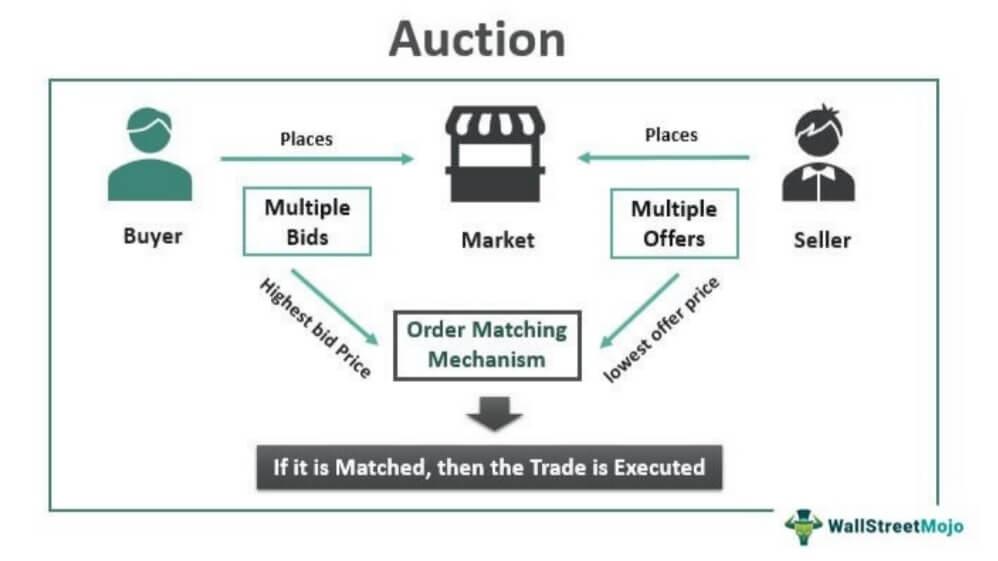 Auction
Places
Places
Multiple
Bids
Multiple
Offers
Buyer
Market
Seller
Highest bid Price
lowest offer price
Order Matching
Mechanism
If it is Matched, then the Trade is Executed
WallStreetMojo